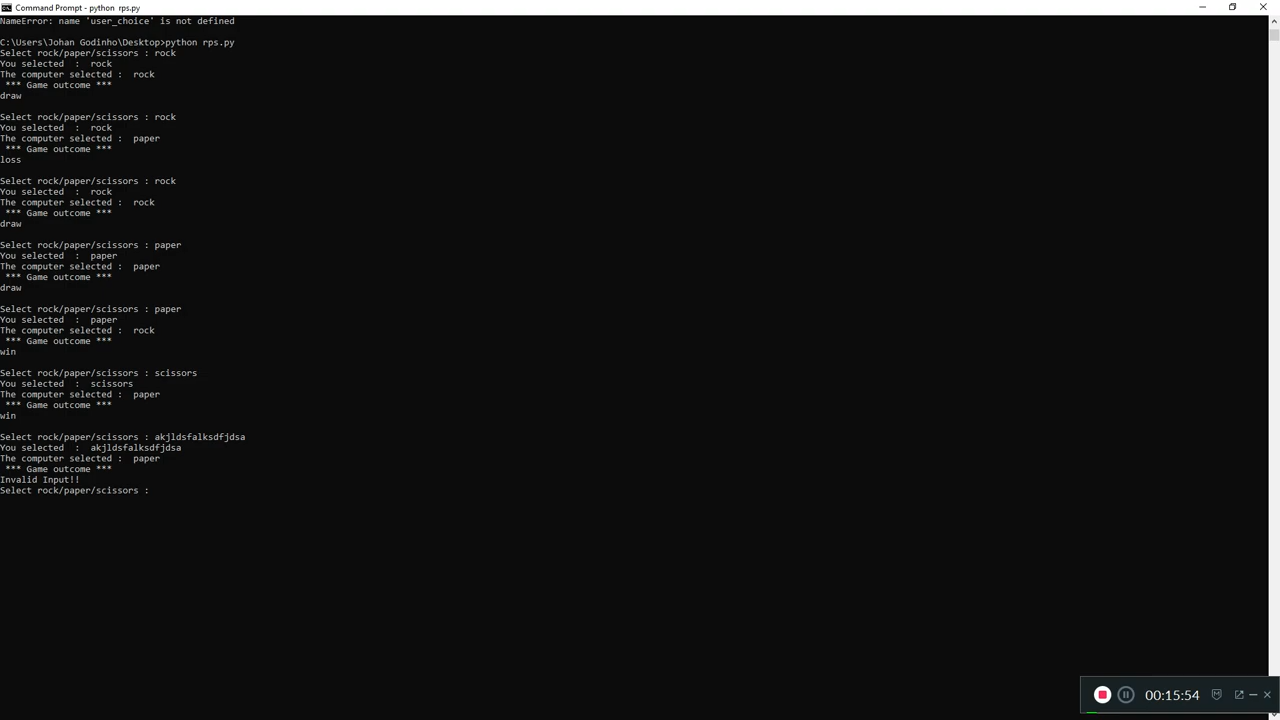 Command Prompt - python  rps.py
NameError: name 'user_choice' is not defined
C:\Users\Johan Godinho\Desktop>python rps.py
Select rock/paper/scissors : rock
You selected  :  rock
The computer selected :  rock
 *** Game outcome ***
draw
Select rock/paper/scissors : rock
You selected  :  rock
The computer selected :  paper
 *** Game outcome ***
loss
Select rock/paper/scissors : rock
You selected  :  rock
The computer selected :  rock
 *** Game outcome ***
draw
Select rock/paper/scissors : paper
You selected  :  paper
The computer selected :  paper
 *** Game outcome ***
draw
Select rock/paper/scissors : paper
You selected  :  paper
The computer selected :  rock
 *** Game outcome ***
win
Select rock/paper/scissors : scissors
You selected  :  scissors
The computer selected :  paper
 *** Game outcome ***
win
Select rock/paper/scissors : akjldsfalksdfjdsa
You selected  :  akjldsfalksdfjdsa
The computer selected :  paper
 *** Game outcome ***
Invalid Input!!
Select rock/paper/scissors :
00:15:54